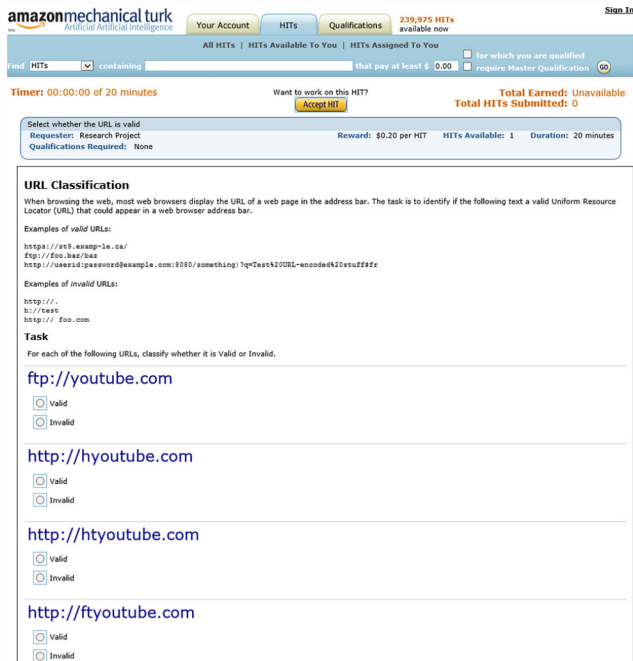 Sign In
amazonmechanical turk
Artificial Artificial Intelligence
Your Account HITs Qualifications 239,975 HITs
available now
All HITs | HITs Available To You | HITs Assigned To You
Find HITs containing that pay at least $ 0.00 for which you are qualified
require Master Qualification GO
Timer: 00:00:00 of 20 minutes
Want to work on this HIT?
Accept HIT
Total Earned: Unavailable
Total HITs Submitted: 0
Select whether the URL is valid
Requester: Research Project Reward: $0.20 per HIT HITs Available: 1 Duration: 20 minutes
Qualifications Required: None
URL Classification
When browsing the web, most web browsers display the URL of a web page in the address bar. The task is to identify if the following text a valid Uniform Resource
Locator (URL) that could appear in a web browser address bar.
Examples of valid URLs:
https://st9.examp-le.ca/
ftp://foo.bar/baz
http://userid:password@example.com:8080/something)?q=Test%20URL-encoded%20stuff#fr
Examples of invalid URLs:
http://.
h://test
http:// foo.com
Task
For each of the following URLs, classify whether it is Valid or Invalid.
ftp://youtube.com
Valid
Invalid
http://hyoutube.com
Valid
Invalid
http://htyoutube.com
Valid
Invalid
http://ftyoutube.com
Valid
Invalid